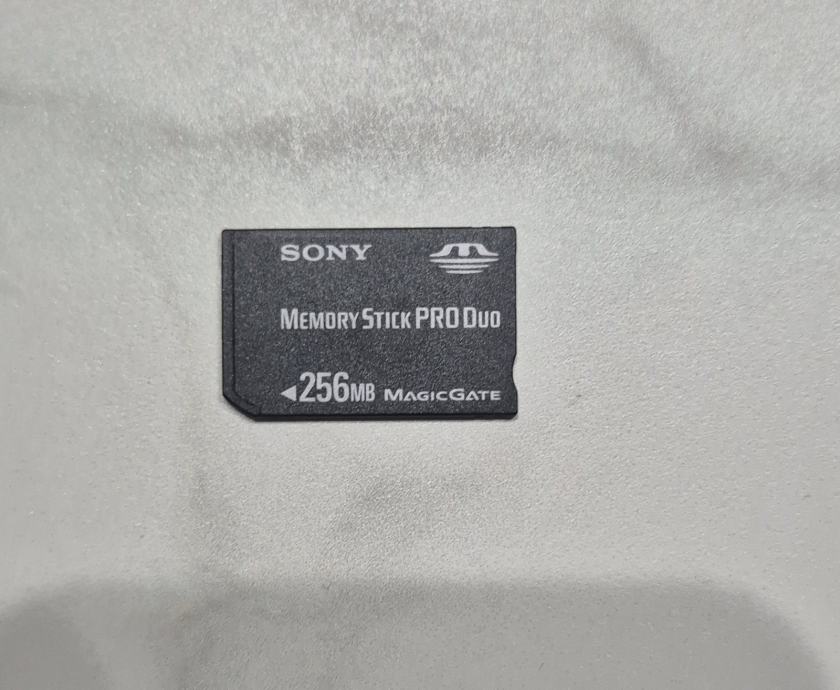 SONY
MEMORY STICK PRO DUO
◄256MB MAGICGATE